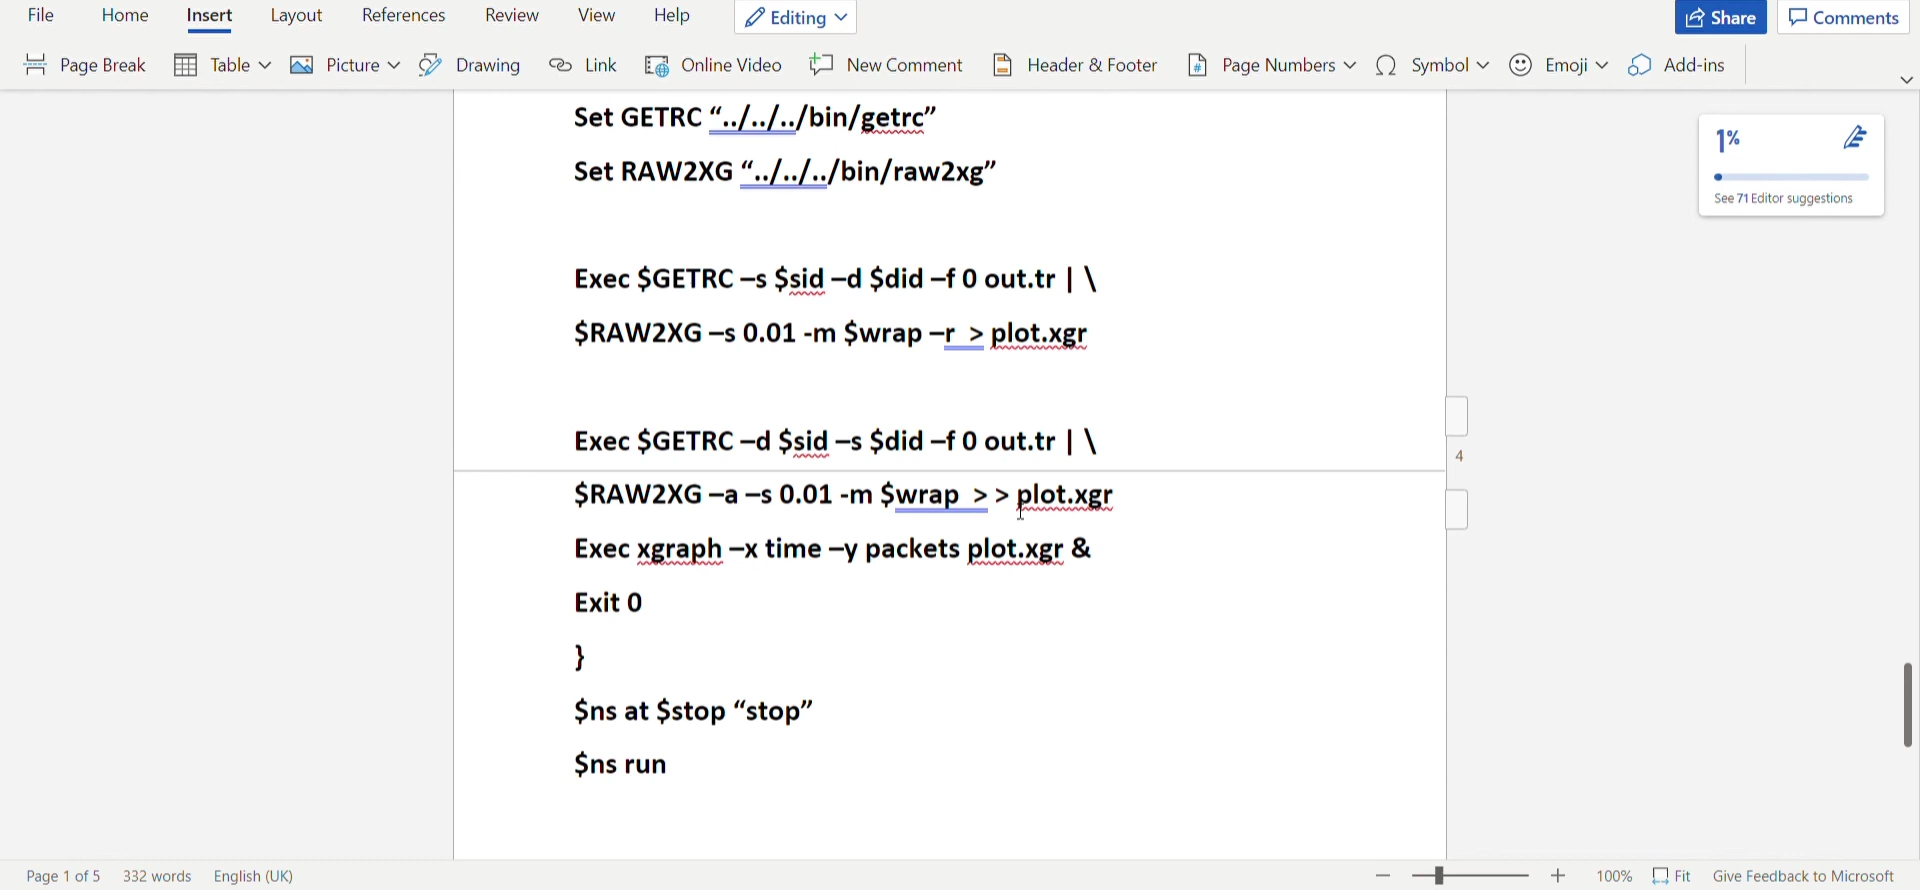 File Home Insert Layout References Review View Help Editing Share Comments
Page Break Table Picture Drawing Link Online Video New Comment Header & Footer Page Numbers Symbol Emoji Add-ins
Set GETRC “../../../bin/getrc”
Set RAW2XG “../../../bin/raw2xg”
Exec $GETRC –s $sid –d $did –f 0 out.tr | \
$RAW2XG –s 0.01 -m $wrap –r > plot.xgr
Exec $GETRC –d $sid –s $did –f 0 out.tr | \
$RAW2XG –a –s 0.01 -m $wrap > > plot.xgr
Exec xgraph –x time –y packets plot.xgr &
Exit 0
}
$ns at $stop “stop”
$ns run
1%
See 71 Editor suggestions
4
Page 1 of 5 332 words English (UK) 100% Fit Give Feedback to Microsoft